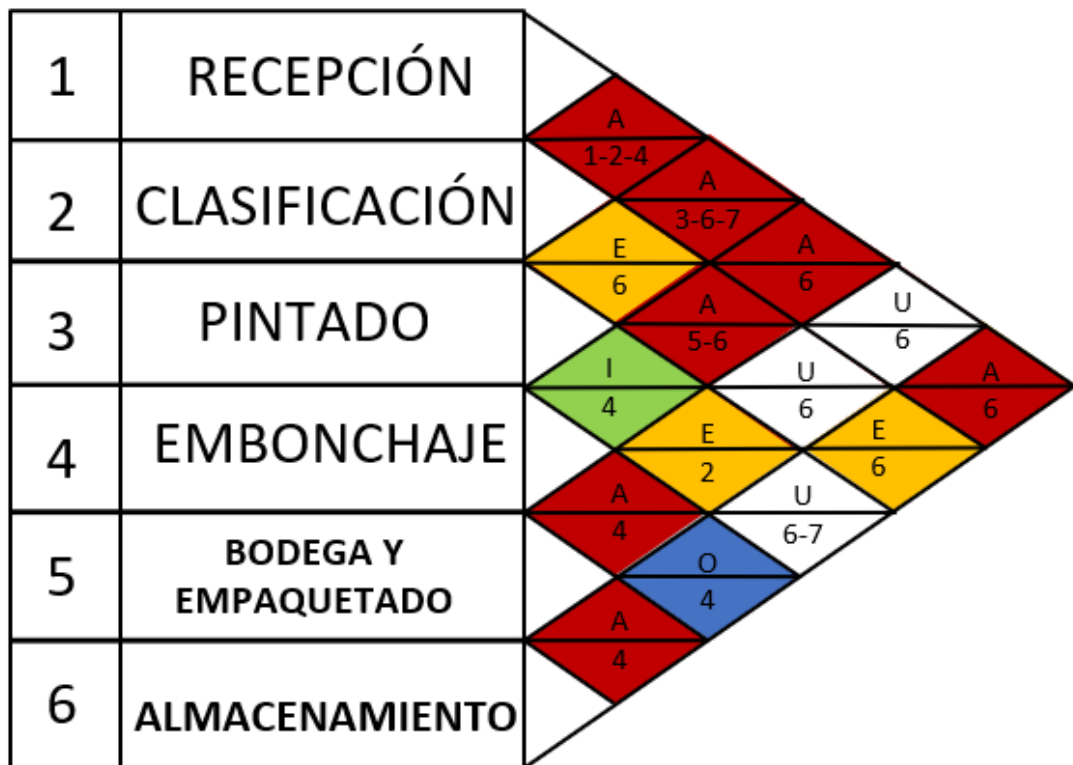 1 RECEPCIÓN
A
1-2-4
2 CLASIFICACIÓN
A
3-6-7
E
6
A
6
3 PINTADO
A
5-6
U
6
I
4
U
6
A
6
4 EMBONCHAJE
E
2
E
6
A
4
U
6-7
5 BODEGA Y
EMPAQUETADO
O
4
A
4
6 ALMACENAMIENTO